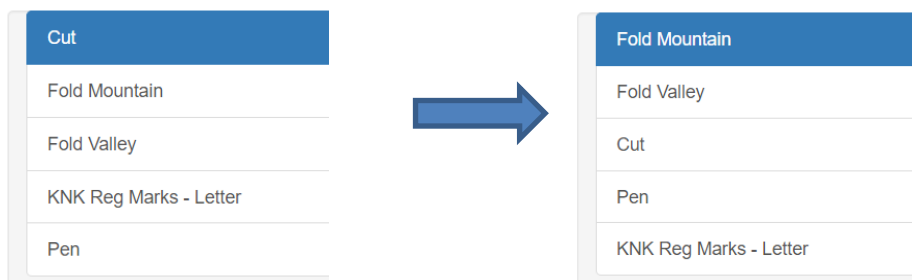 Cut
Fold Mountain
Fold Valley
KNK Reg Marks - Letter
Pen
Fold Mountain
Fold Valley
Cut
Pen
KNK Reg Marks - Letter